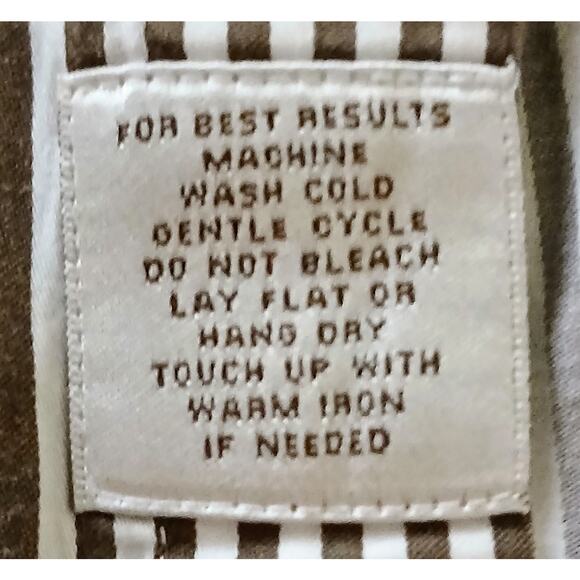 FOR BEST RESULTS
MACHINE
WASH COLD
GENTLE CYCLE
DO NOT BLEACH
LAY FLAT OR
HANG DRY
TOUCH UP WITH
WARM IRON
IF NEEDED